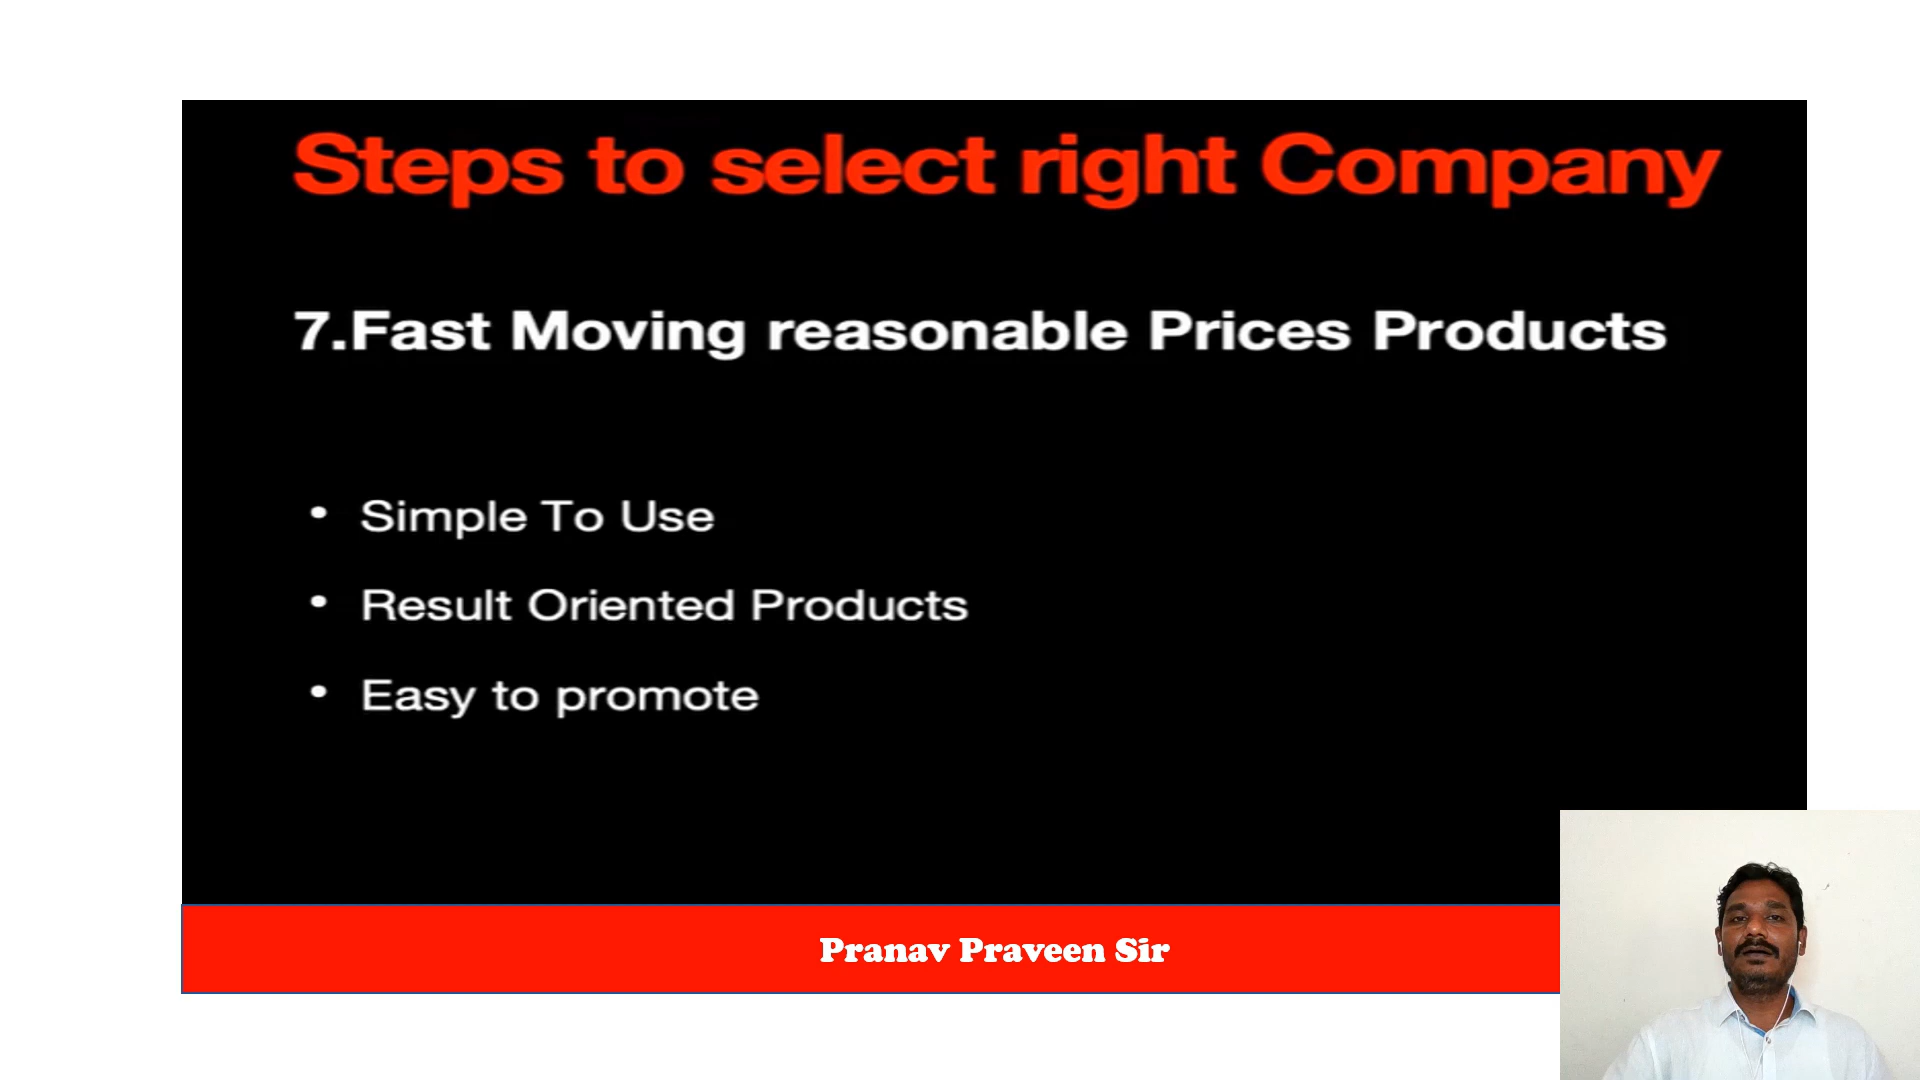 Steps to select right Company
7.Fast Moving reasonable Prices Products
• Simple To Use
• Result Oriented Products
• Easy to promote
Pranav Praveen Sir